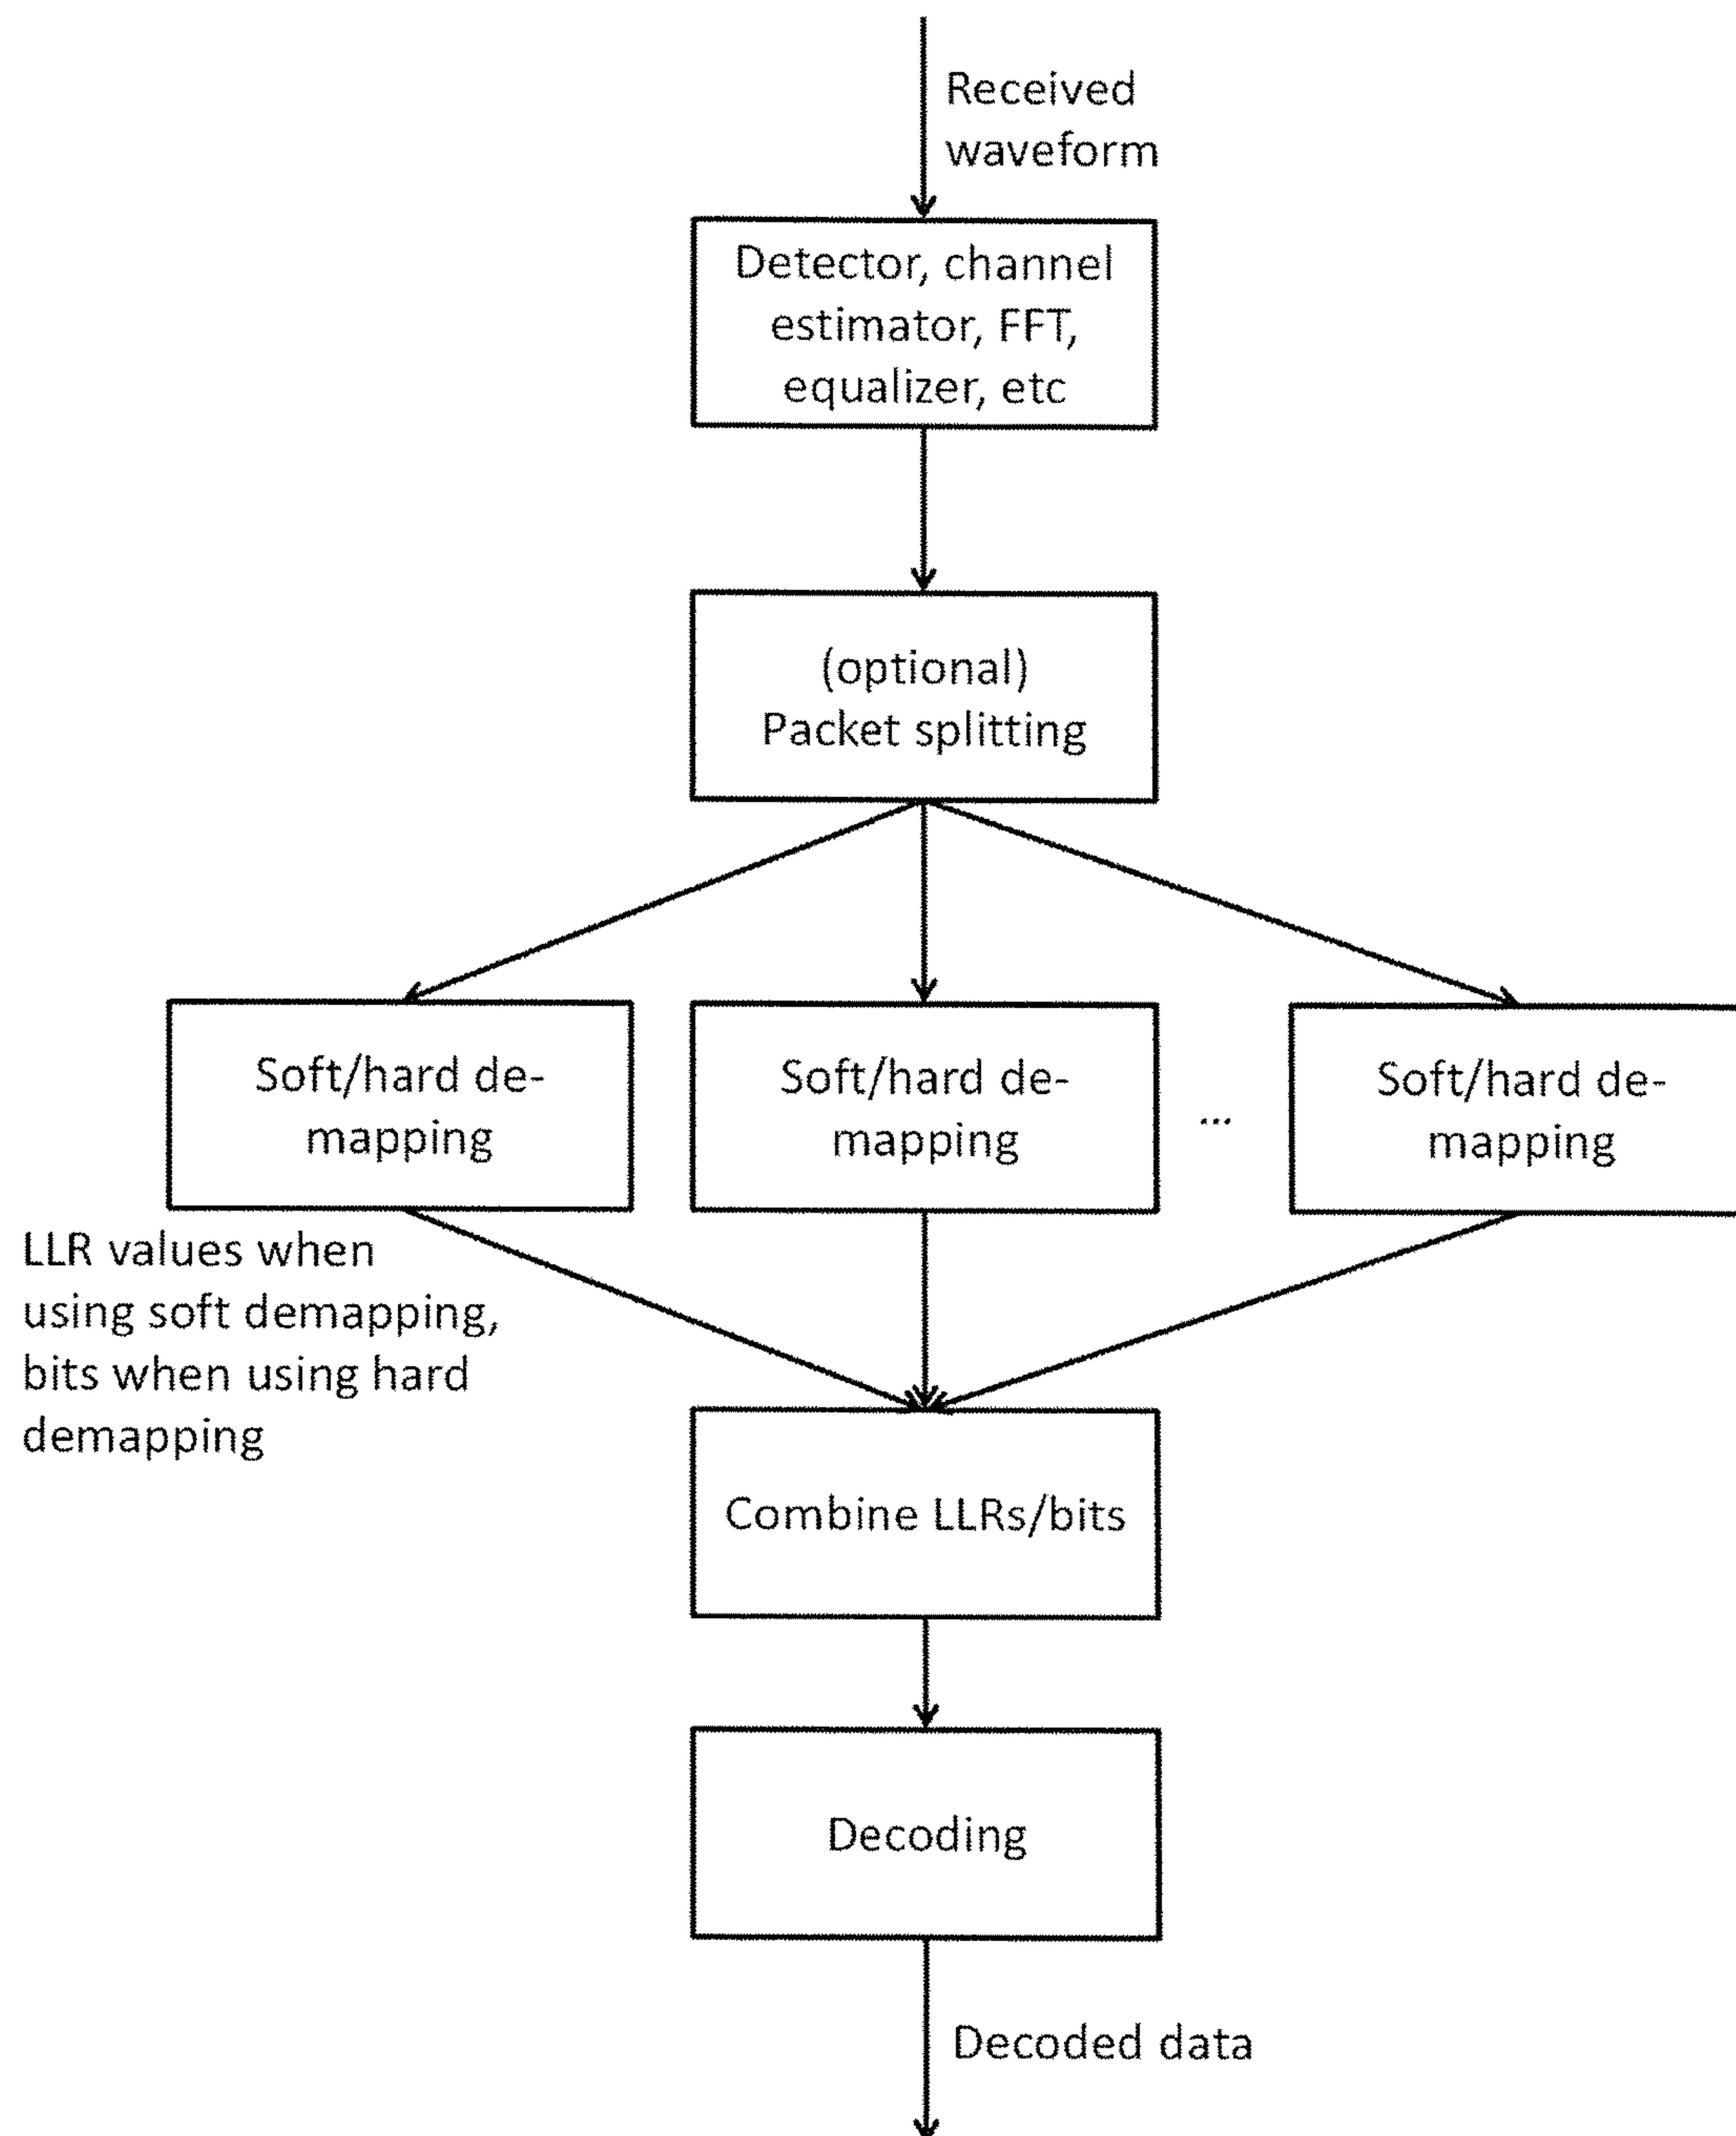 Received
waveform
Detector, channel
estimator, FFT,
equalizer, etc
(optional)
Packet splitting
Soft/hard de-
mapping
Soft/hard de-
mapping
...
Soft/hard de-
mapping
LLR values when
using soft demapping,
bits when using hard
demapping
Combine LLRs/bits
Decoding
Decoded data